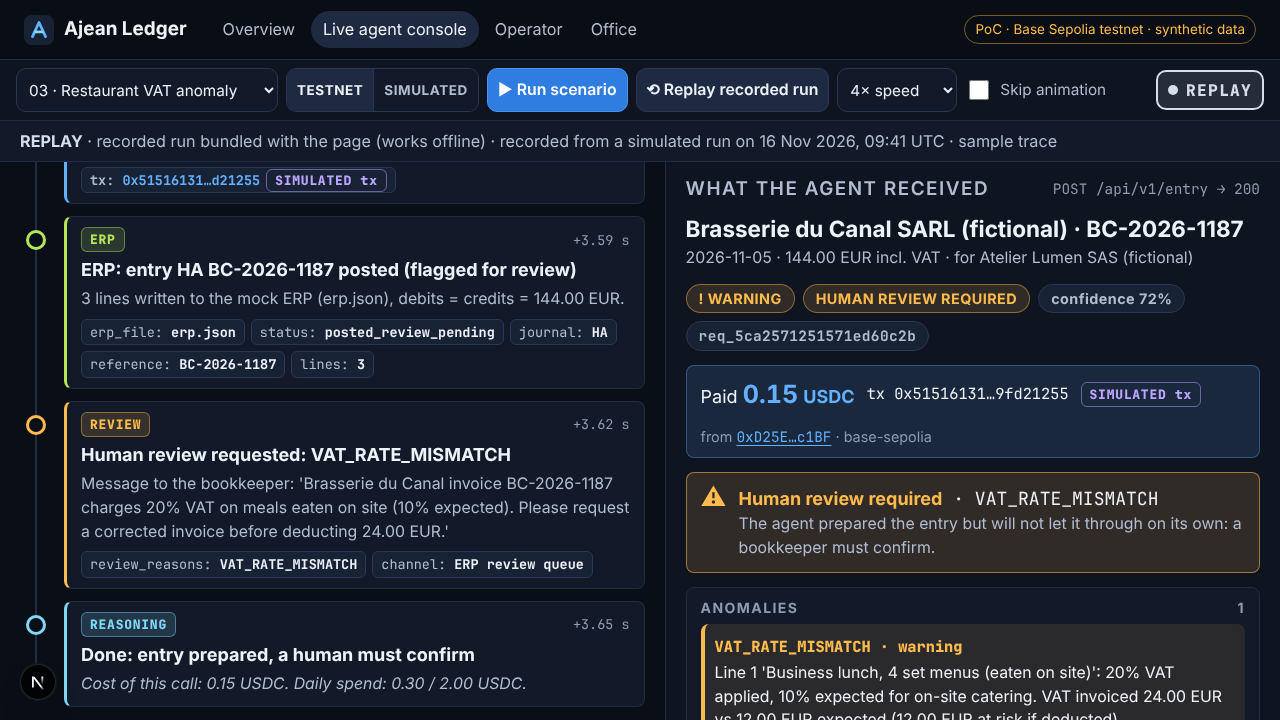 Ajean Ledger
Overview
Live agent console
Operator
Office
PoC · Base Sepolia testnet · synthetic data
03 · Restaurant VAT anomaly
TESTNET
SIMULATED
▶ Run scenario
⟲ Replay recorded run
4× speed
Skip animation
REPLAY
REPLAY · recorded run bundled with the page (works offline) · recorded from a simulated run on 16 Nov 2026, 09:41 UTC · sample trace
tx: 0x51516131…d21255 SIMULATED tx
ERP
+3.59 s
ERP: entry HA BC-2026-1187 posted (flagged for review)
3 lines written to the mock ERP (erp.json), debits = credits = 144.00 EUR.
erp_file: erp.json
status: posted_review_pending
journal: HA
reference: BC-2026-1187
lines: 3
REVIEW
+3.62 s
Human review requested: VAT_RATE_MISMATCH
Message to the bookkeeper: 'Brasserie du Canal invoice BC-2026-1187
charges 20% VAT on meals eaten on site (10% expected). Please request
a corrected invoice before deducting 24.00 EUR.'
review_reasons: VAT_RATE_MISMATCH
channel: ERP review queue
REASONING
+3.65 s
Done: entry prepared, a human must confirm
Cost of this call: 0.15 USDC. Daily spend: 0.30 / 2.00 USDC.
N
WHAT THE AGENT RECEIVED
POST /api/v1/entry → 200
Brasserie du Canal SARL (fictional) · BC-2026-1187
2026-11-05 · 144.00 EUR incl. VAT · for Atelier Lumen SAS (fictional)
! WARNING
HUMAN REVIEW REQUIRED
confidence 72%
req_5ca2571251571ed60c2b
Paid 0.15 USDC tx 0x51516131…9fd21255 SIMULATED tx
from 0xD25E…c1BF · base-sepolia
Human review required · VAT_RATE_MISMATCH
The agent prepared the entry but will not let it through on its own: a
bookkeeper must confirm.
ANOMALIES
1
VAT_RATE_MISMATCH · warning
Line 1 'Business lunch, 4 set menus (eaten on site)': 20% VAT
applied, 10% expected for on-site catering. VAT invoiced 24.00 EUR
vs 12.00 EUR expected (12.00 EUR at risk if deducted).